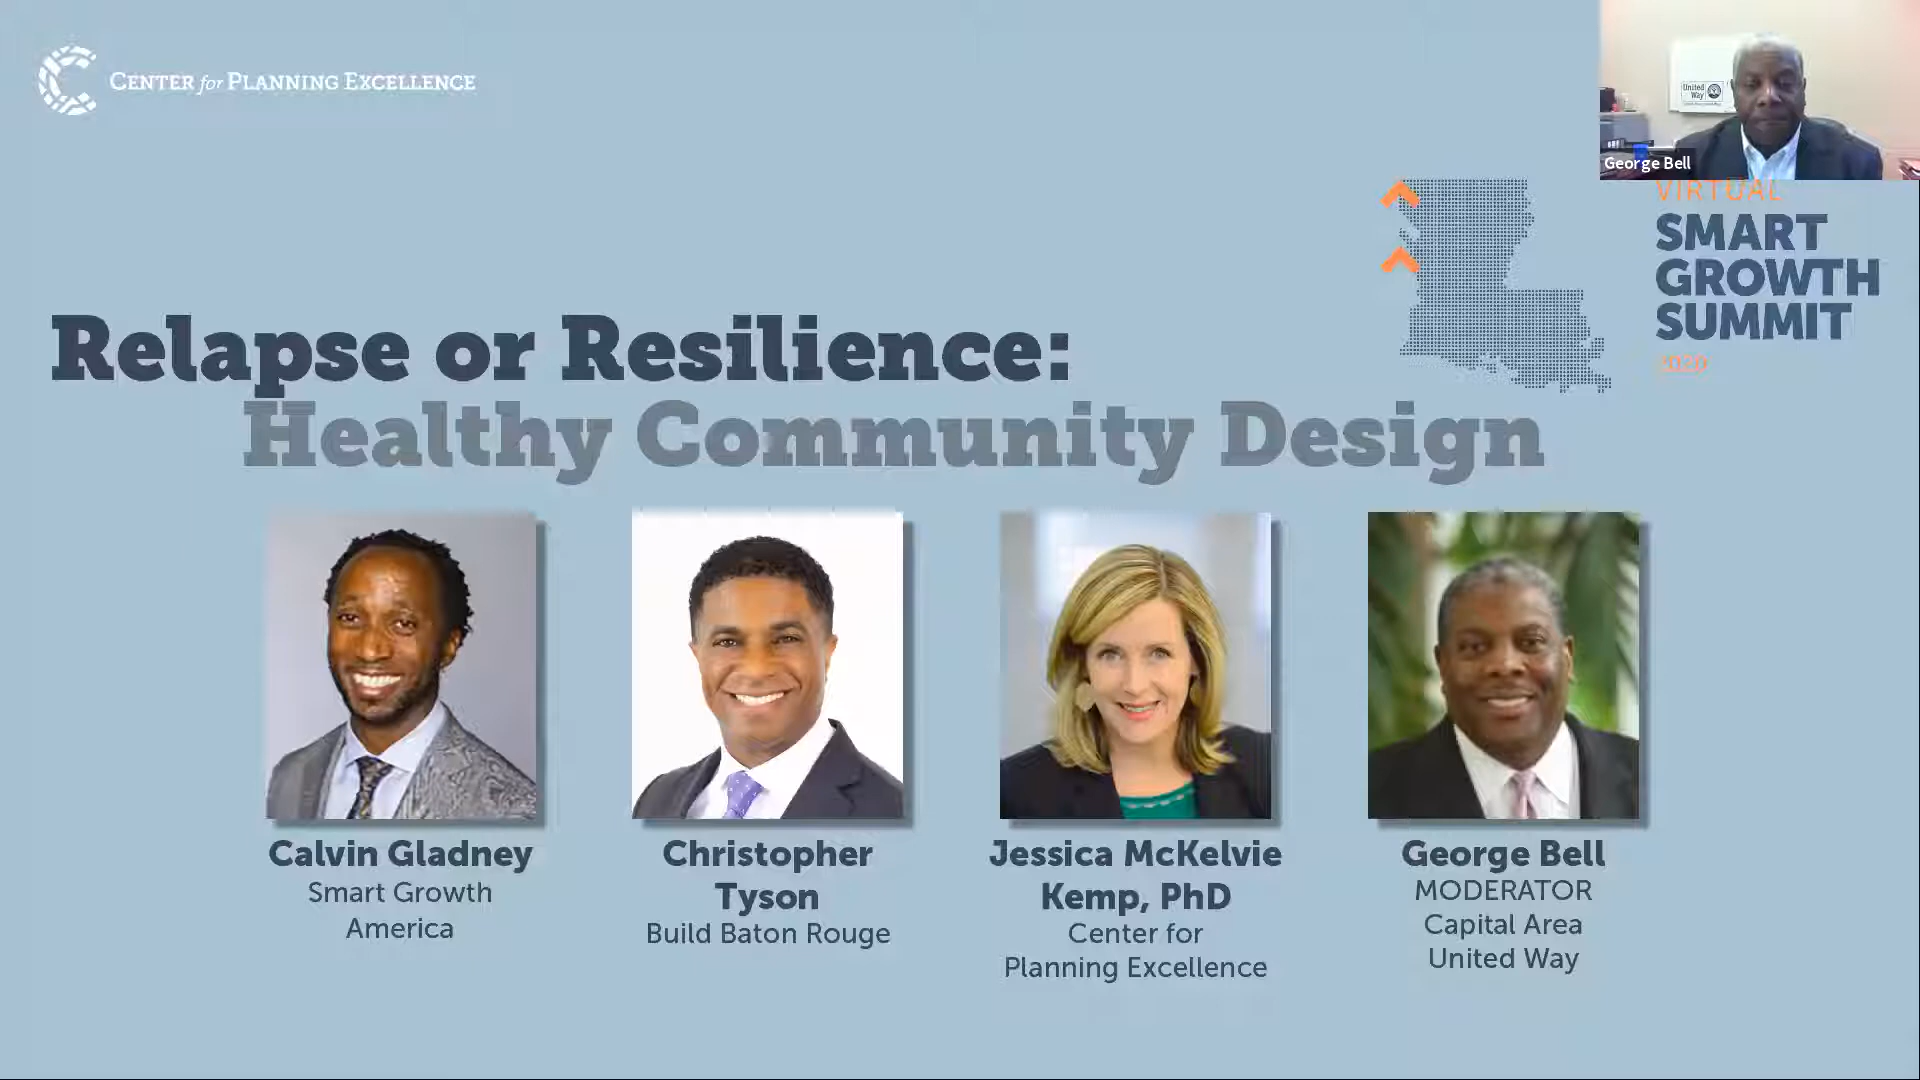 CENTER for PLANNING EXCELLENCE
United
Way
George Bell
VIRTUAL
SMART
GROWTH
SUMMIT
2020
Relapse or Resilience:
Healthy Community Design
Calvin Gladney
Smart Growth
America
Christopher
Tyson
Build Baton Rouge
Jessica McKelvie
Kemp, PhD
Center for
Planning Excellence
George Bell
MODERATOR
Capital Area
United Way